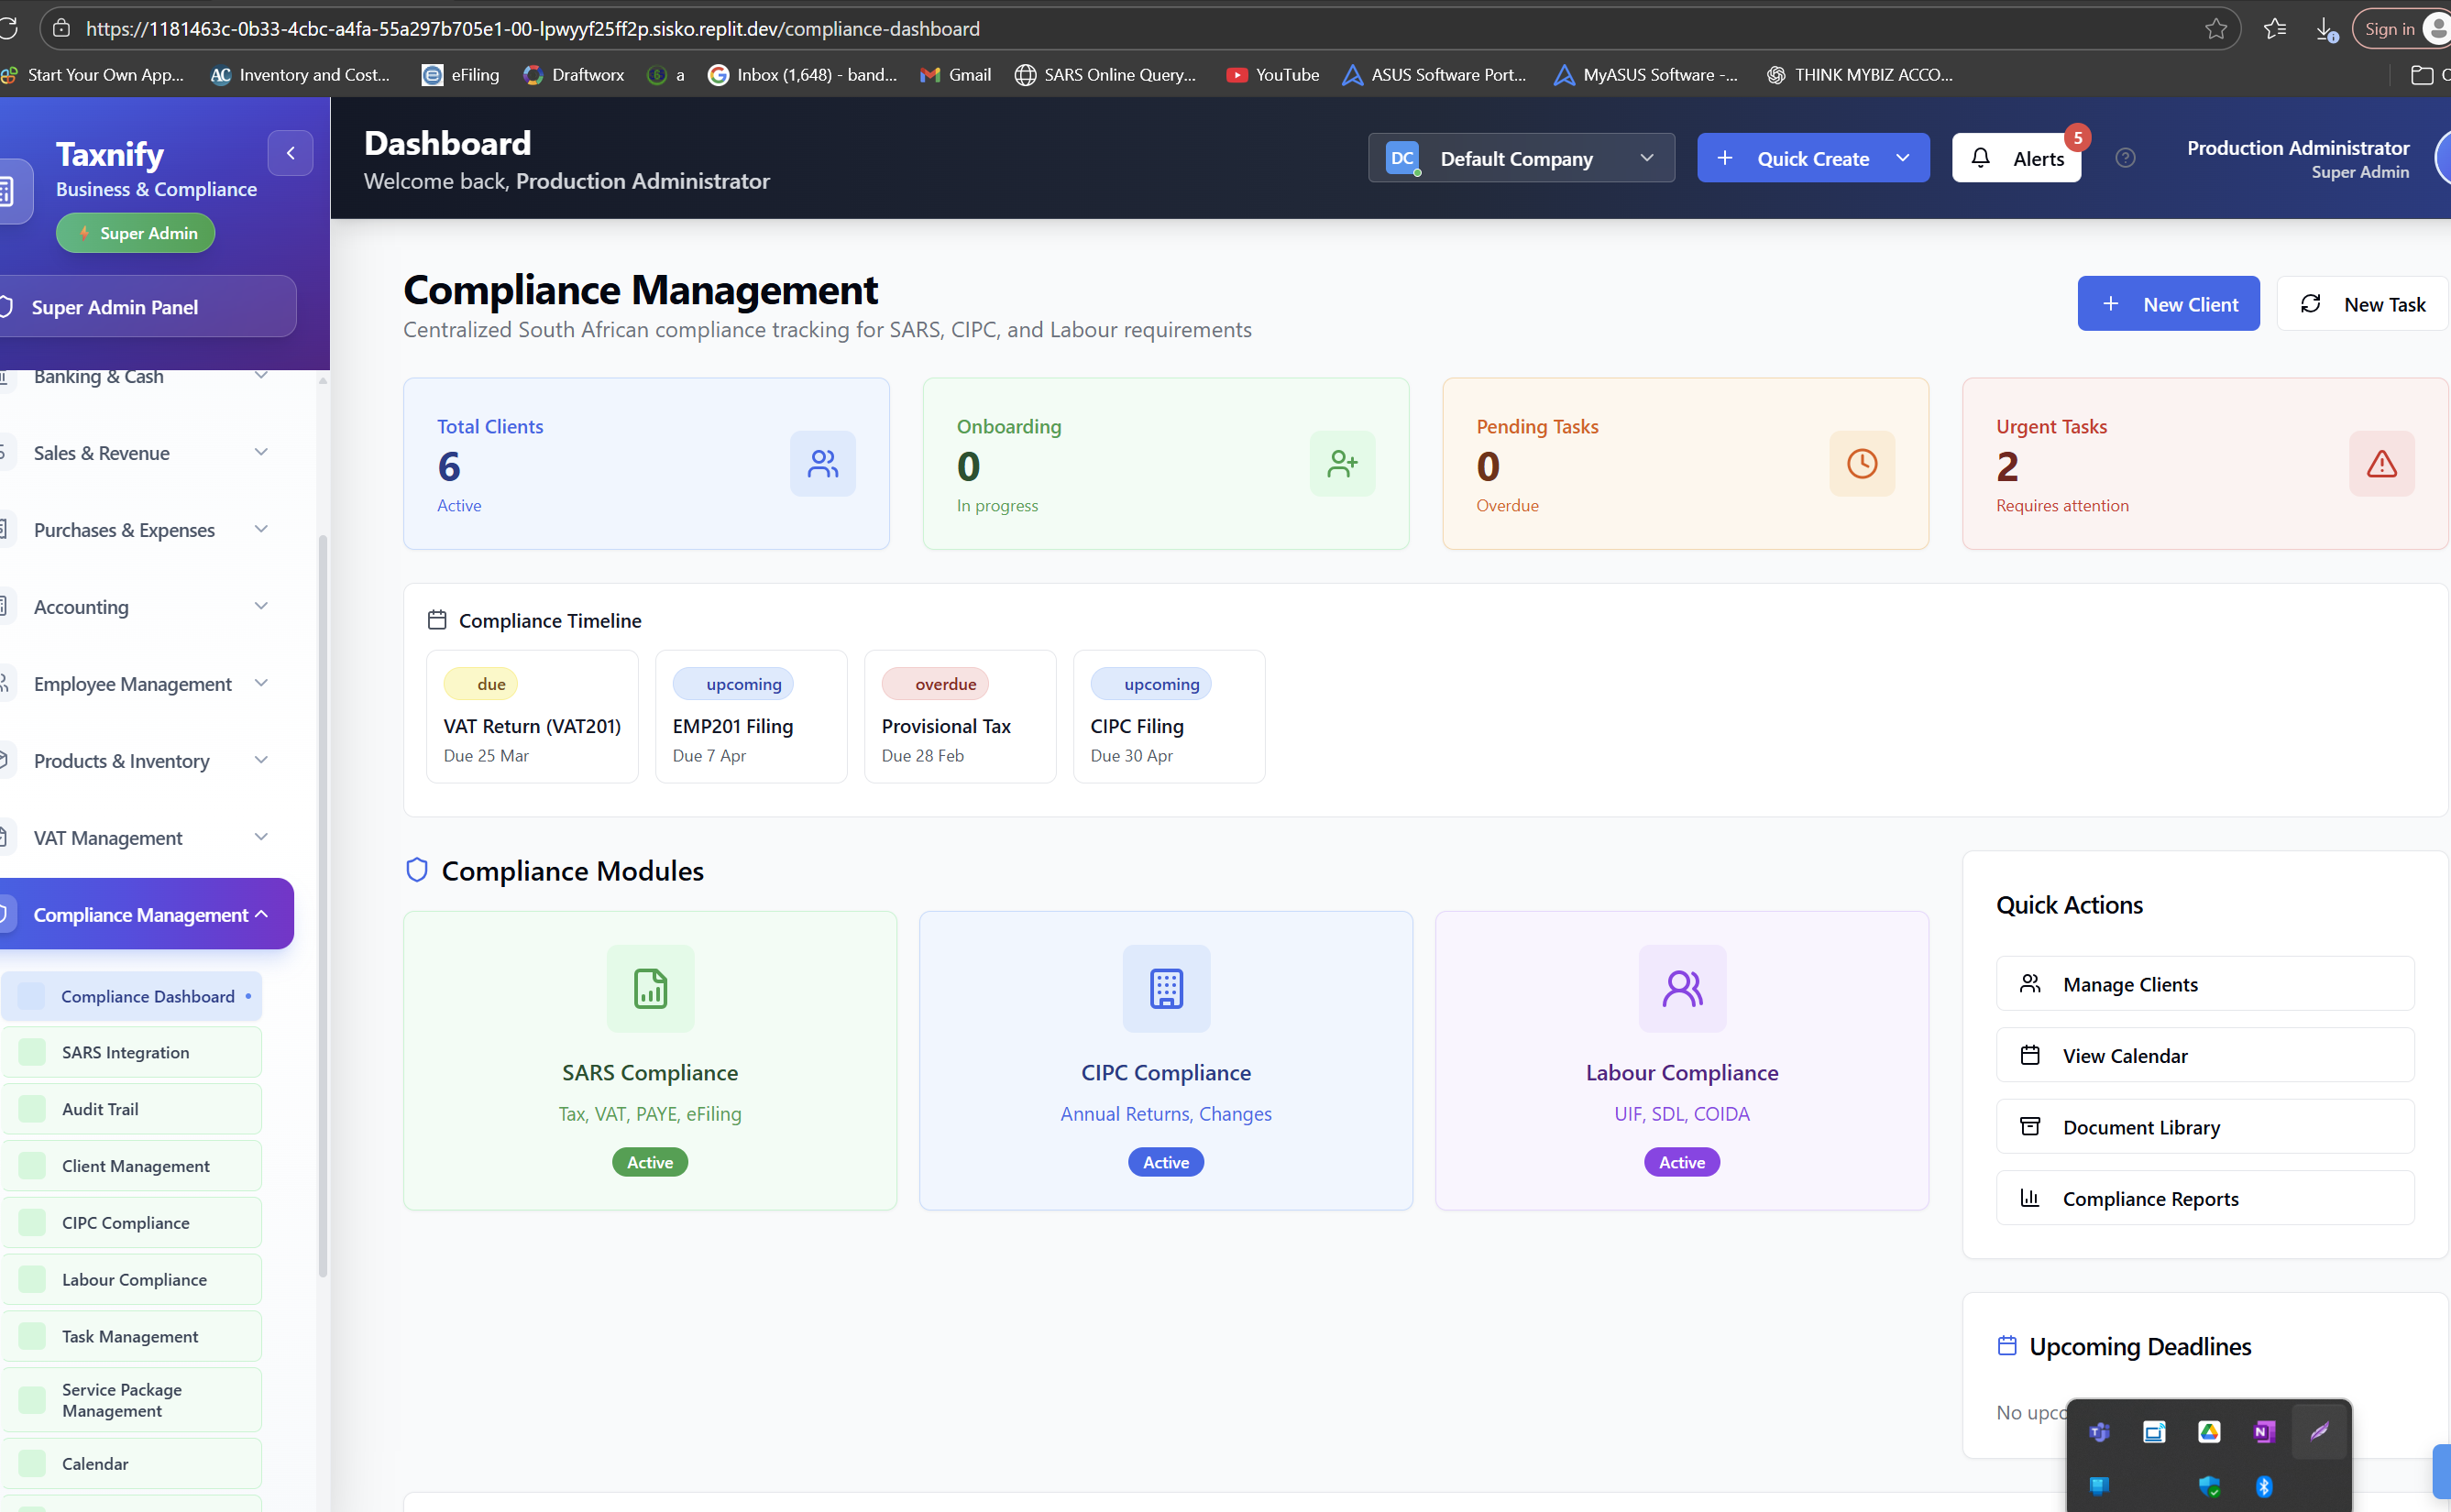 https://1181463c-0b33-4cbc-a4fa-55a297b705e1-00-lpwyyf25ff2p.sisko.replit.dev/compliance-dashboard
Sign in
Start Your Own App...
AC Inventory and Cost...
eFiling
Draftworx
a
Inbox (1,648) - band...
Gmail
SARS Online Query...
YouTube
ASUS Software Port...
MyASUS Software -...
THINK MYBIZ ACCO...
Taxnify
Business & Compliance
Super Admin
Super Admin Panel
Banking & Cash
Sales & Revenue
Purchases & Expenses
Accounting
Employee Management
Products & Inventory
VAT Management
Compliance Management
Compliance Dashboard
SARS Integration
Audit Trail
Client Management
CIPC Compliance
Labour Compliance
Task Management
Service Package
Management
Calendar
Dashboard
Welcome back, Production Administrator
DC Default Company
Quick Create
Alerts
5
Production Administrator
Super Admin
Compliance Management
Centralized South African compliance tracking for SARS, CIPC, and Labour requirements
New Client
New Task
Total Clients
6
Active
Onboarding
0
In progress
Pending Tasks
0
Overdue
Urgent Tasks
2
Requires attention
Compliance Timeline
due
VAT Return (VAT201)
Due 25 Mar
upcoming
EMP201 Filing
Due 7 Apr
overdue
Provisional Tax
Due 28 Feb
upcoming
CIPC Filing
Due 30 Apr
Compliance Modules
SARS Compliance
Tax, VAT, PAYE, eFiling
Active
CIPC Compliance
Annual Returns, Changes
Active
Labour Compliance
UIF, SDL, COIDA
Active
Quick Actions
Manage Clients
View Calendar
Document Library
Compliance Reports
Upcoming Deadlines
No upco